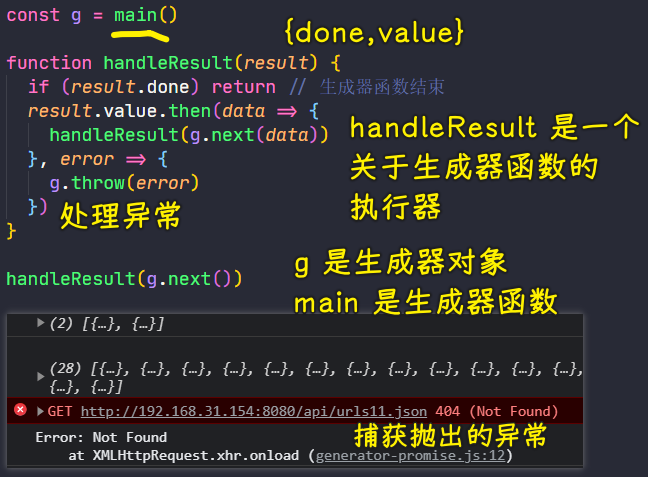 const g = main()
{done,value}
function handleResult(result) {
if (result.done) return // 生成器函数结束
result.value.then(data => {
handleResult(g.next(data))
}, error => {
g.throw(error)
})
}
handleResult 是一个
关于生成器函数的
执行器
处理异常
handleResult(g.next())
g 是生成器对象
main 是生成器函数
▶(2) [{…}, {…}]
(28) [{…}, {…}, {…}, {…}, {…}, {…}, {…}, {…}, {…}, {…}, {…}, {…},
▶{…}, {…}]
GET http://192.168.31.154:8080/api/urls11.json 404 (Not Found)
Error: Not Found
at XMLHttpRequest.xhr.onload (generator-promise.js:12)
捕获抛出的异常